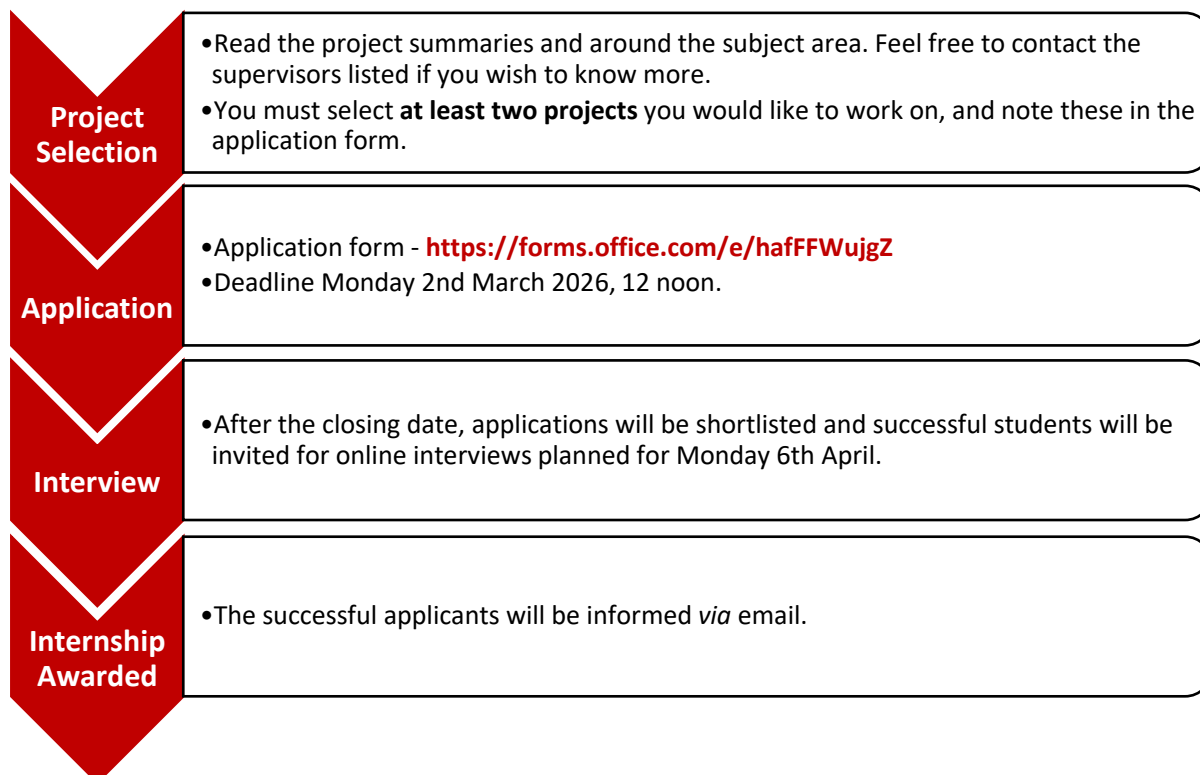 Project
Selection
•Read the project summaries and around the subject area. Feel free to contact the
supervisors listed if you wish to know more.
•You must select at least two projects you would like to work on, and note these in the
application form.
Application
•Application form - https://forms.office.com/e/hafFFWujgZ
•Deadline Monday 2nd March 2026, 12 noon.
Interview
•After the closing date, applications will be shortlisted and successful students will be
invited for online interviews planned for Monday 6th April.
Internship
Awarded
•The successful applicants will be informed via email.